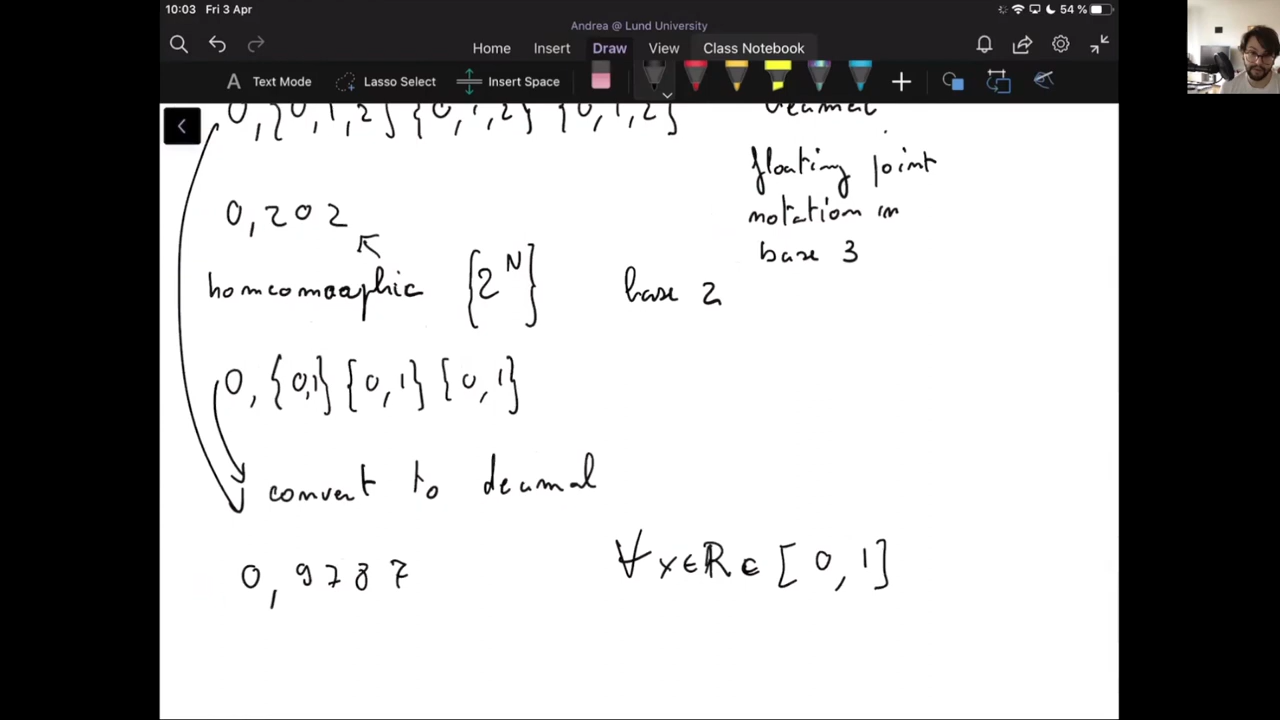 10:03 Fri 3 Apr
54 %
Andrea @ Lund University
Home Insert Draw View Class Notebook
Text Mode Lasso Select Insert Space
0,{0,1,2}{0,1,2}{0,1,2}
decimal
floating point
notation in
base 3
0,202
homeomorphic {2^N} base 2
0,{0,1}{0,1}{0,1}
convert to decimal
0,9787
∀x∈R∈[0,1]